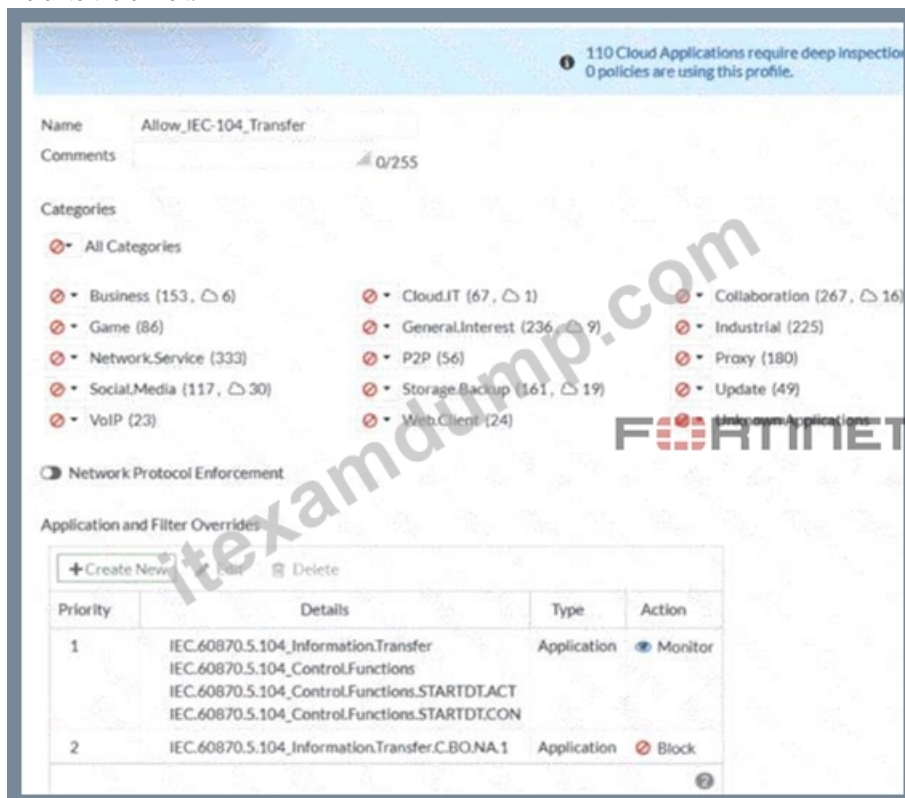 110 Cloud Applications require deep inspection
0 policies are using this profile.
Name Allow_IEC-104_Transfer
Comments 0/255
Categories
All Categories
Business (153, 6) Cloud.IT (67, 1) Collaboration (267, 16)
Game (86) General.Interest (236, 9) Industrial (225)
Network.Service (333) P2P (56) Proxy (180)
Social.Media (117, 30) Storage.Backup (161, 19) Update (49)
VoIP (23) Web.Client (24) Unknown Applications
FORTINET
Network Protocol Enforcement
Application and Filter Overrides
+ Create New Edit Delete
Priority Details Type Action
1 IEC.60870.5.104_Information.Transfer Application Monitor
IEC.60870.5.104_Control.Functions
IEC.60870.5.104_Control.Functions.STARTDT.ACT
IEC.60870.5.104_Control.Functions.STARTDT.CON
2 IEC.60870.5.104_Information.Transfer.C.BO.NA.1 Application Block
itexamdump.com